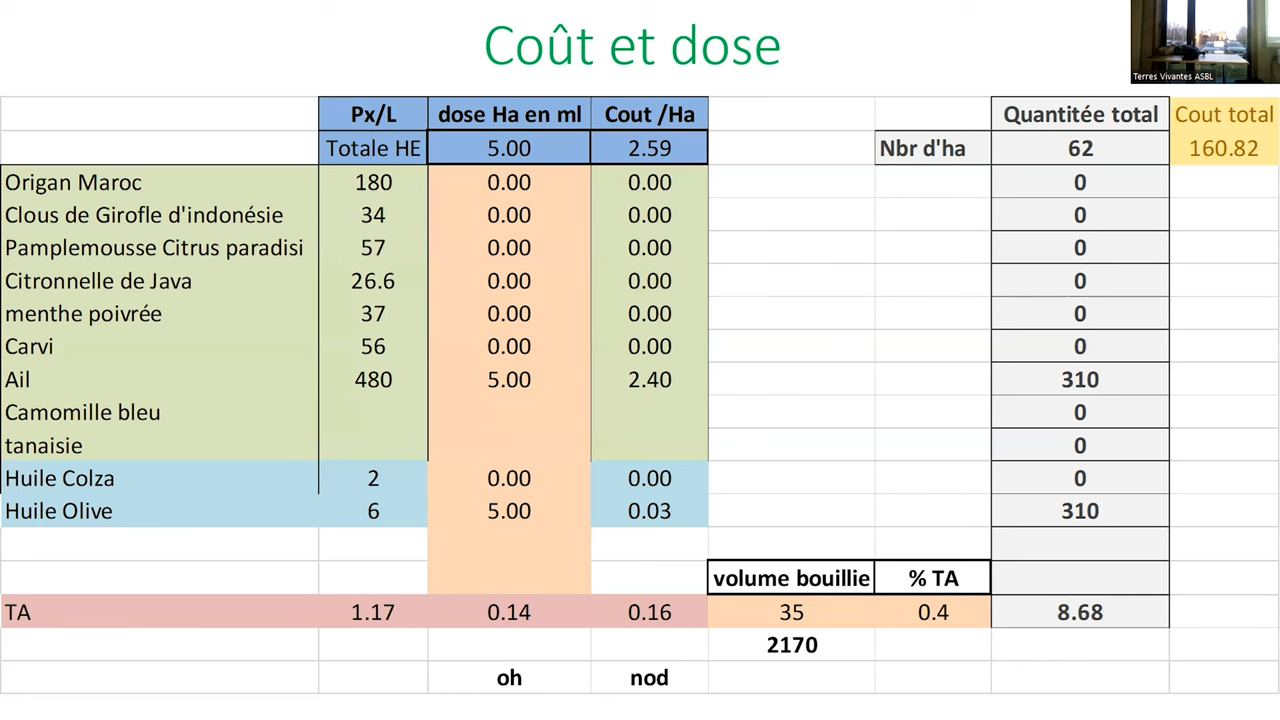 Coût et dose
Terres Vivantes ASBL
Px/L dose Ha en ml Cout /Ha Quantitée total Cout total
Totale HE 5.00 2.59 Nbr d'ha 62 160.82
Origan Maroc 180 0.00 0.00 0
Clous de Girofle d'indonésie 34 0.00 0.00 0
Pamplemousse Citrus paradisi 57 0.00 0.00 0
Citronnelle de Java 26.6 0.00 0.00 0
menthe poivrée 37 0.00 0.00 0
Carvi 56 0.00 0.00 0
Ail 480 5.00 2.40 310
Camomille bleu 0
tanaisie 0
Huile Colza 2 0.00 0.00 0
Huile Olive 6 5.00 0.03 310
volume bouillie % TA
TA 1.17 0.14 0.16 35 0.4 8.68
2170
oh nod